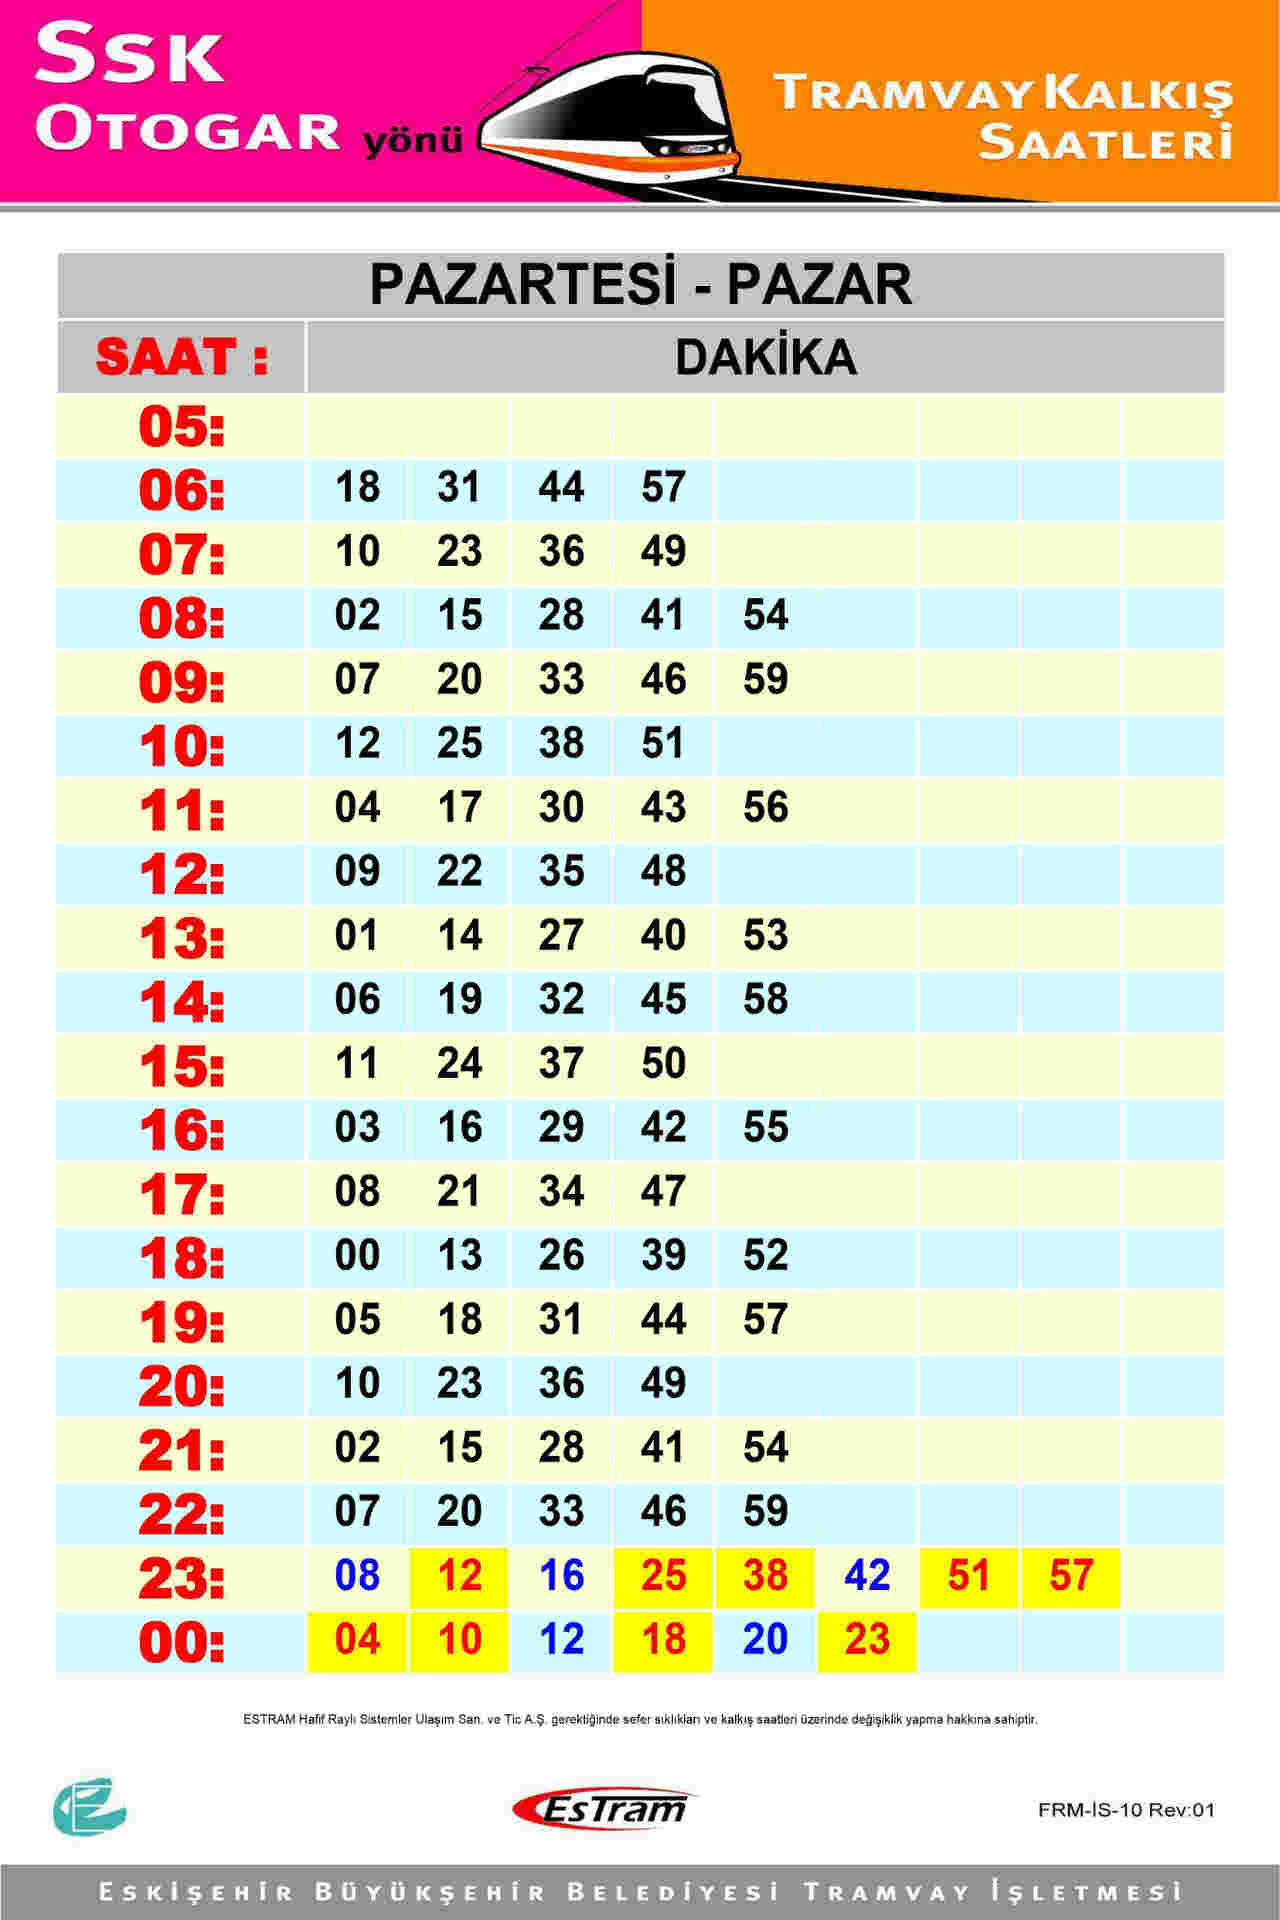 SSK
OTOGAR yönü
TRAMVAY KALKIŞ
SAATLERİ
EsTram
PAZARTESİ - PAZAR
SAAT : DAKİKA
05:
06: 18 31 44 57
07: 10 23 36 49
08: 02 15 28 41 54
09: 07 20 33 46 59
10: 12 25 38 51
11: 04 17 30 43 56
12: 09 22 35 48
13: 01 14 27 40 53
14: 06 19 32 45 58
15: 11 24 37 50
16: 03 16 29 42 55
17: 08 21 34 47
18: 00 13 26 39 52
19: 05 18 31 44 57
20: 10 23 36 49
21: 02 15 28 41 54
22: 07 20 33 46 59
23: 08 12 16 25 38 42 51 57
00: 04 10 12 18 20 23
ESTRAM Hafif Raylı Sistemler Ulaşım San. ve Tic A.Ş. gerektiğinde sefer sıklıkları ve kalkış saatleri üzerinde değişiklik yapma hakkına sahiptir.
EsTram
FRM-İS-10 Rev:01
ESKİŞEHİR BÜYÜKŞEHİR BELEDİYESİ TRAMVAY İŞLETMESİ